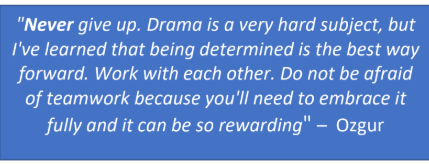 "Never give up. Drama is a very hard subject, but
I've learned that being determined is the best way
forward. Work with each other. Do not be afraid
of teamwork because you'll need to embrace it
fully and it can be so rewarding" – Ozgur